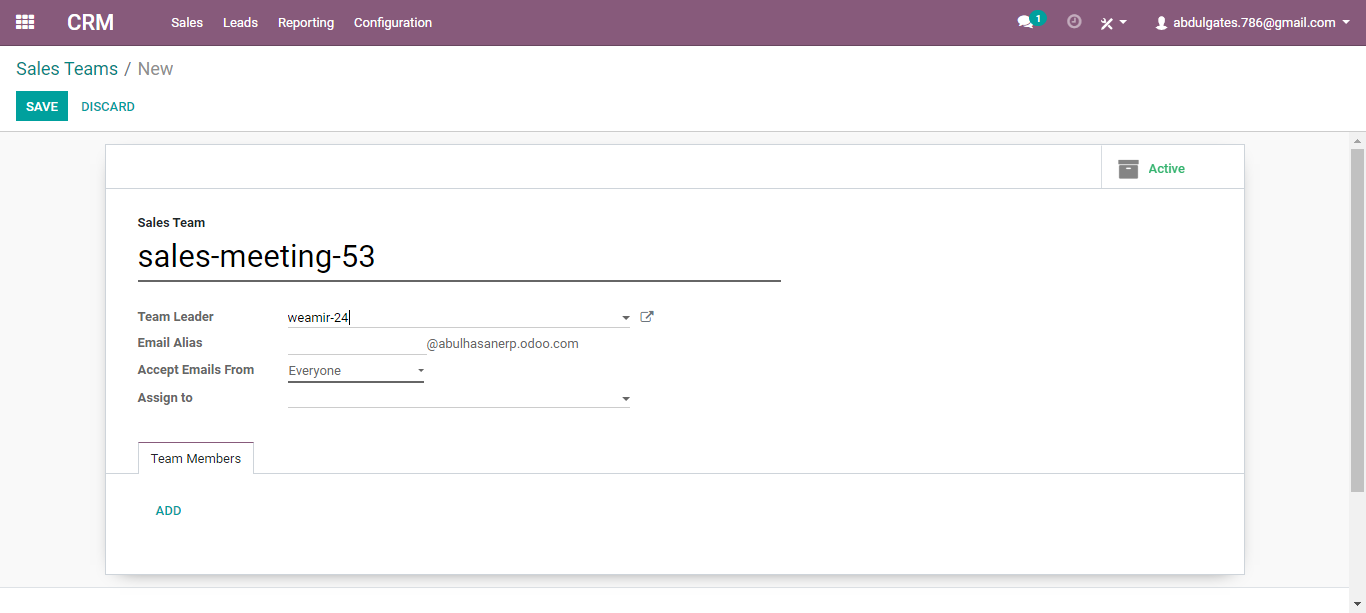 CRM Sales Leads Reporting Configuration 1 abdulgates.786@gmail.com
Sales Teams / New
SAVE DISCARD
Active
Sales Team
sales-meeting-53
Team Leader weamir-24
Email Alias @abulhasanerp.odoo.com
Accept Emails From Everyone
Assign to
Team Members
ADD